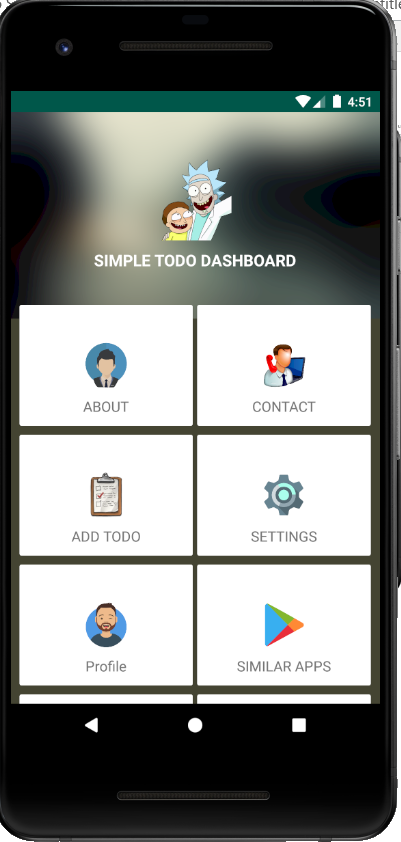 4:51
SIMPLE TODO DASHBOARD
ABOUT
CONTACT
ADD TODO
SETTINGS
Profile
SIMILAR APPS